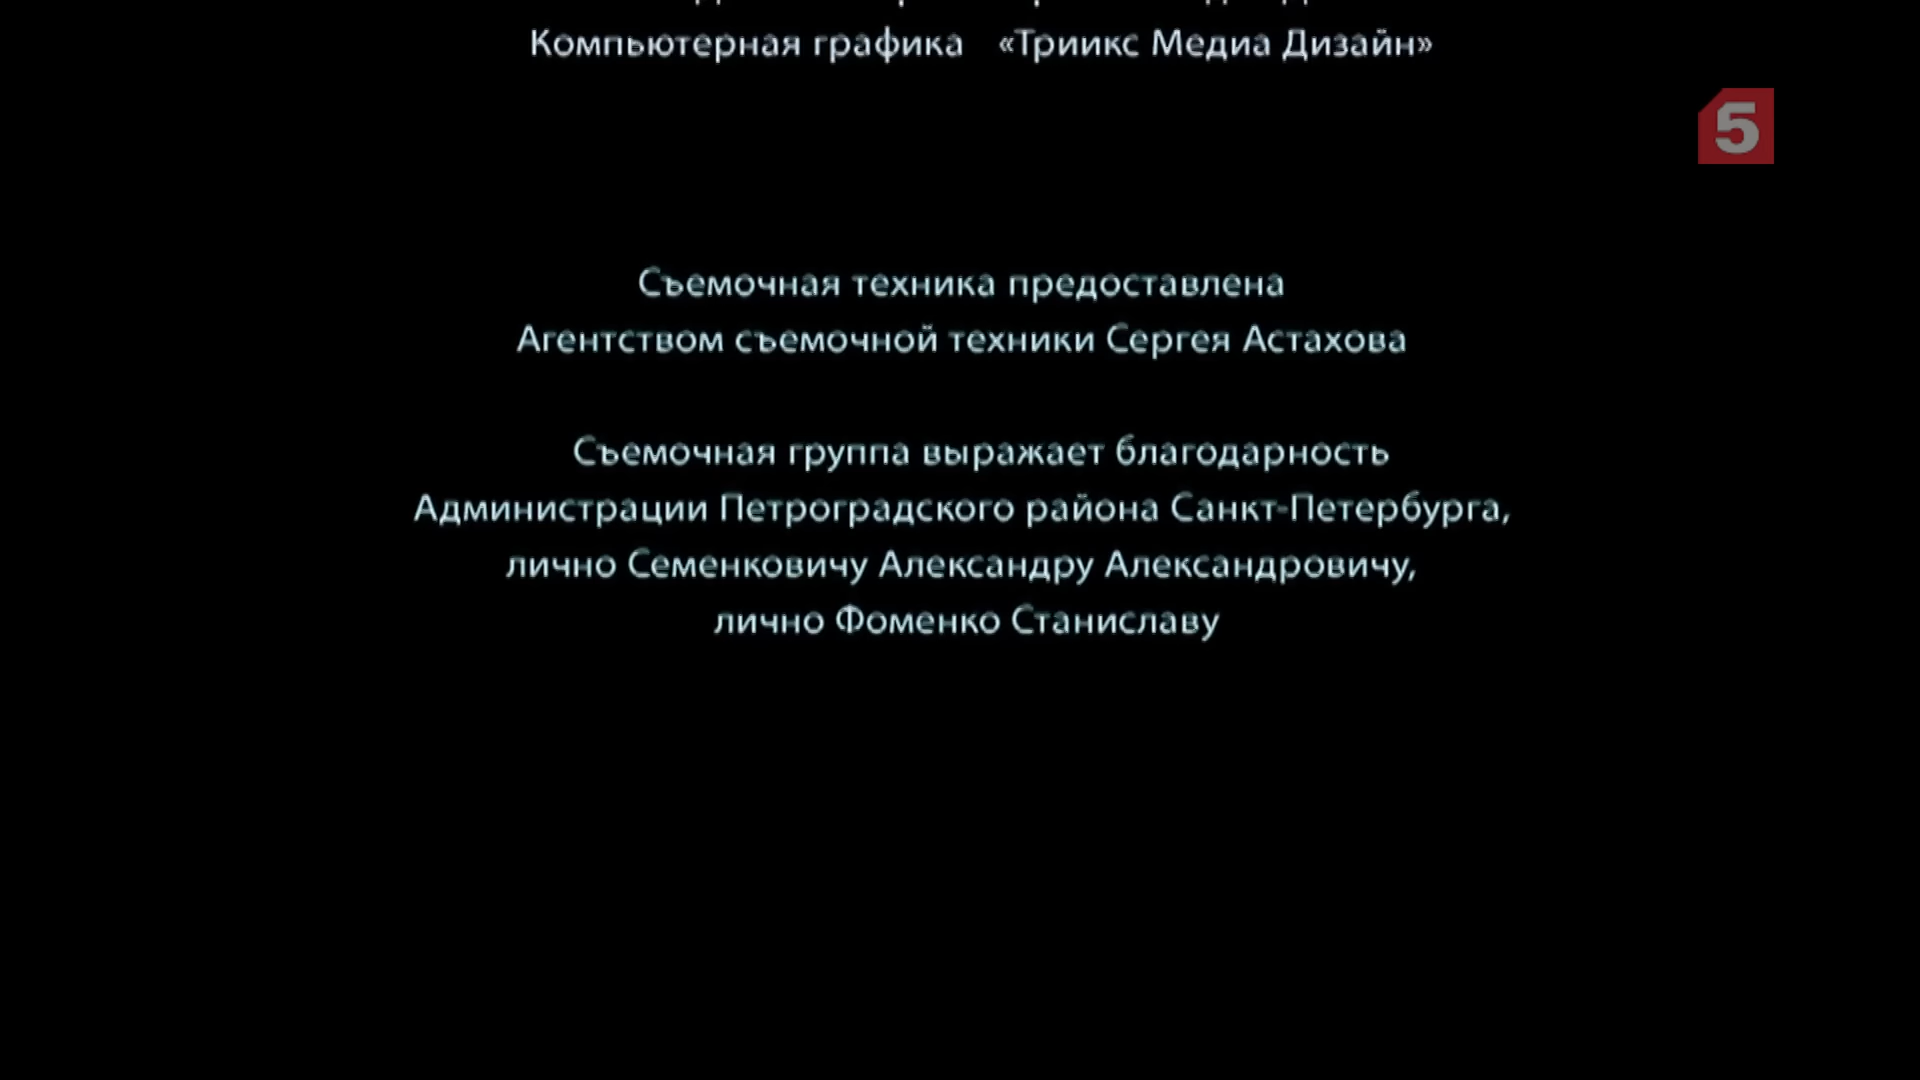 Компьютерная графика «Триикс Медиа Дизайн»
5
Съемочная техника предоставлена
Агентством съемочной техники Сергея Астахова
Съемочная группа выражает благодарность
Администрации Петроградского района Санкт-Петербурга,
лично Семенковичу Александру Александровичу,
лично Фоменко Станиславу